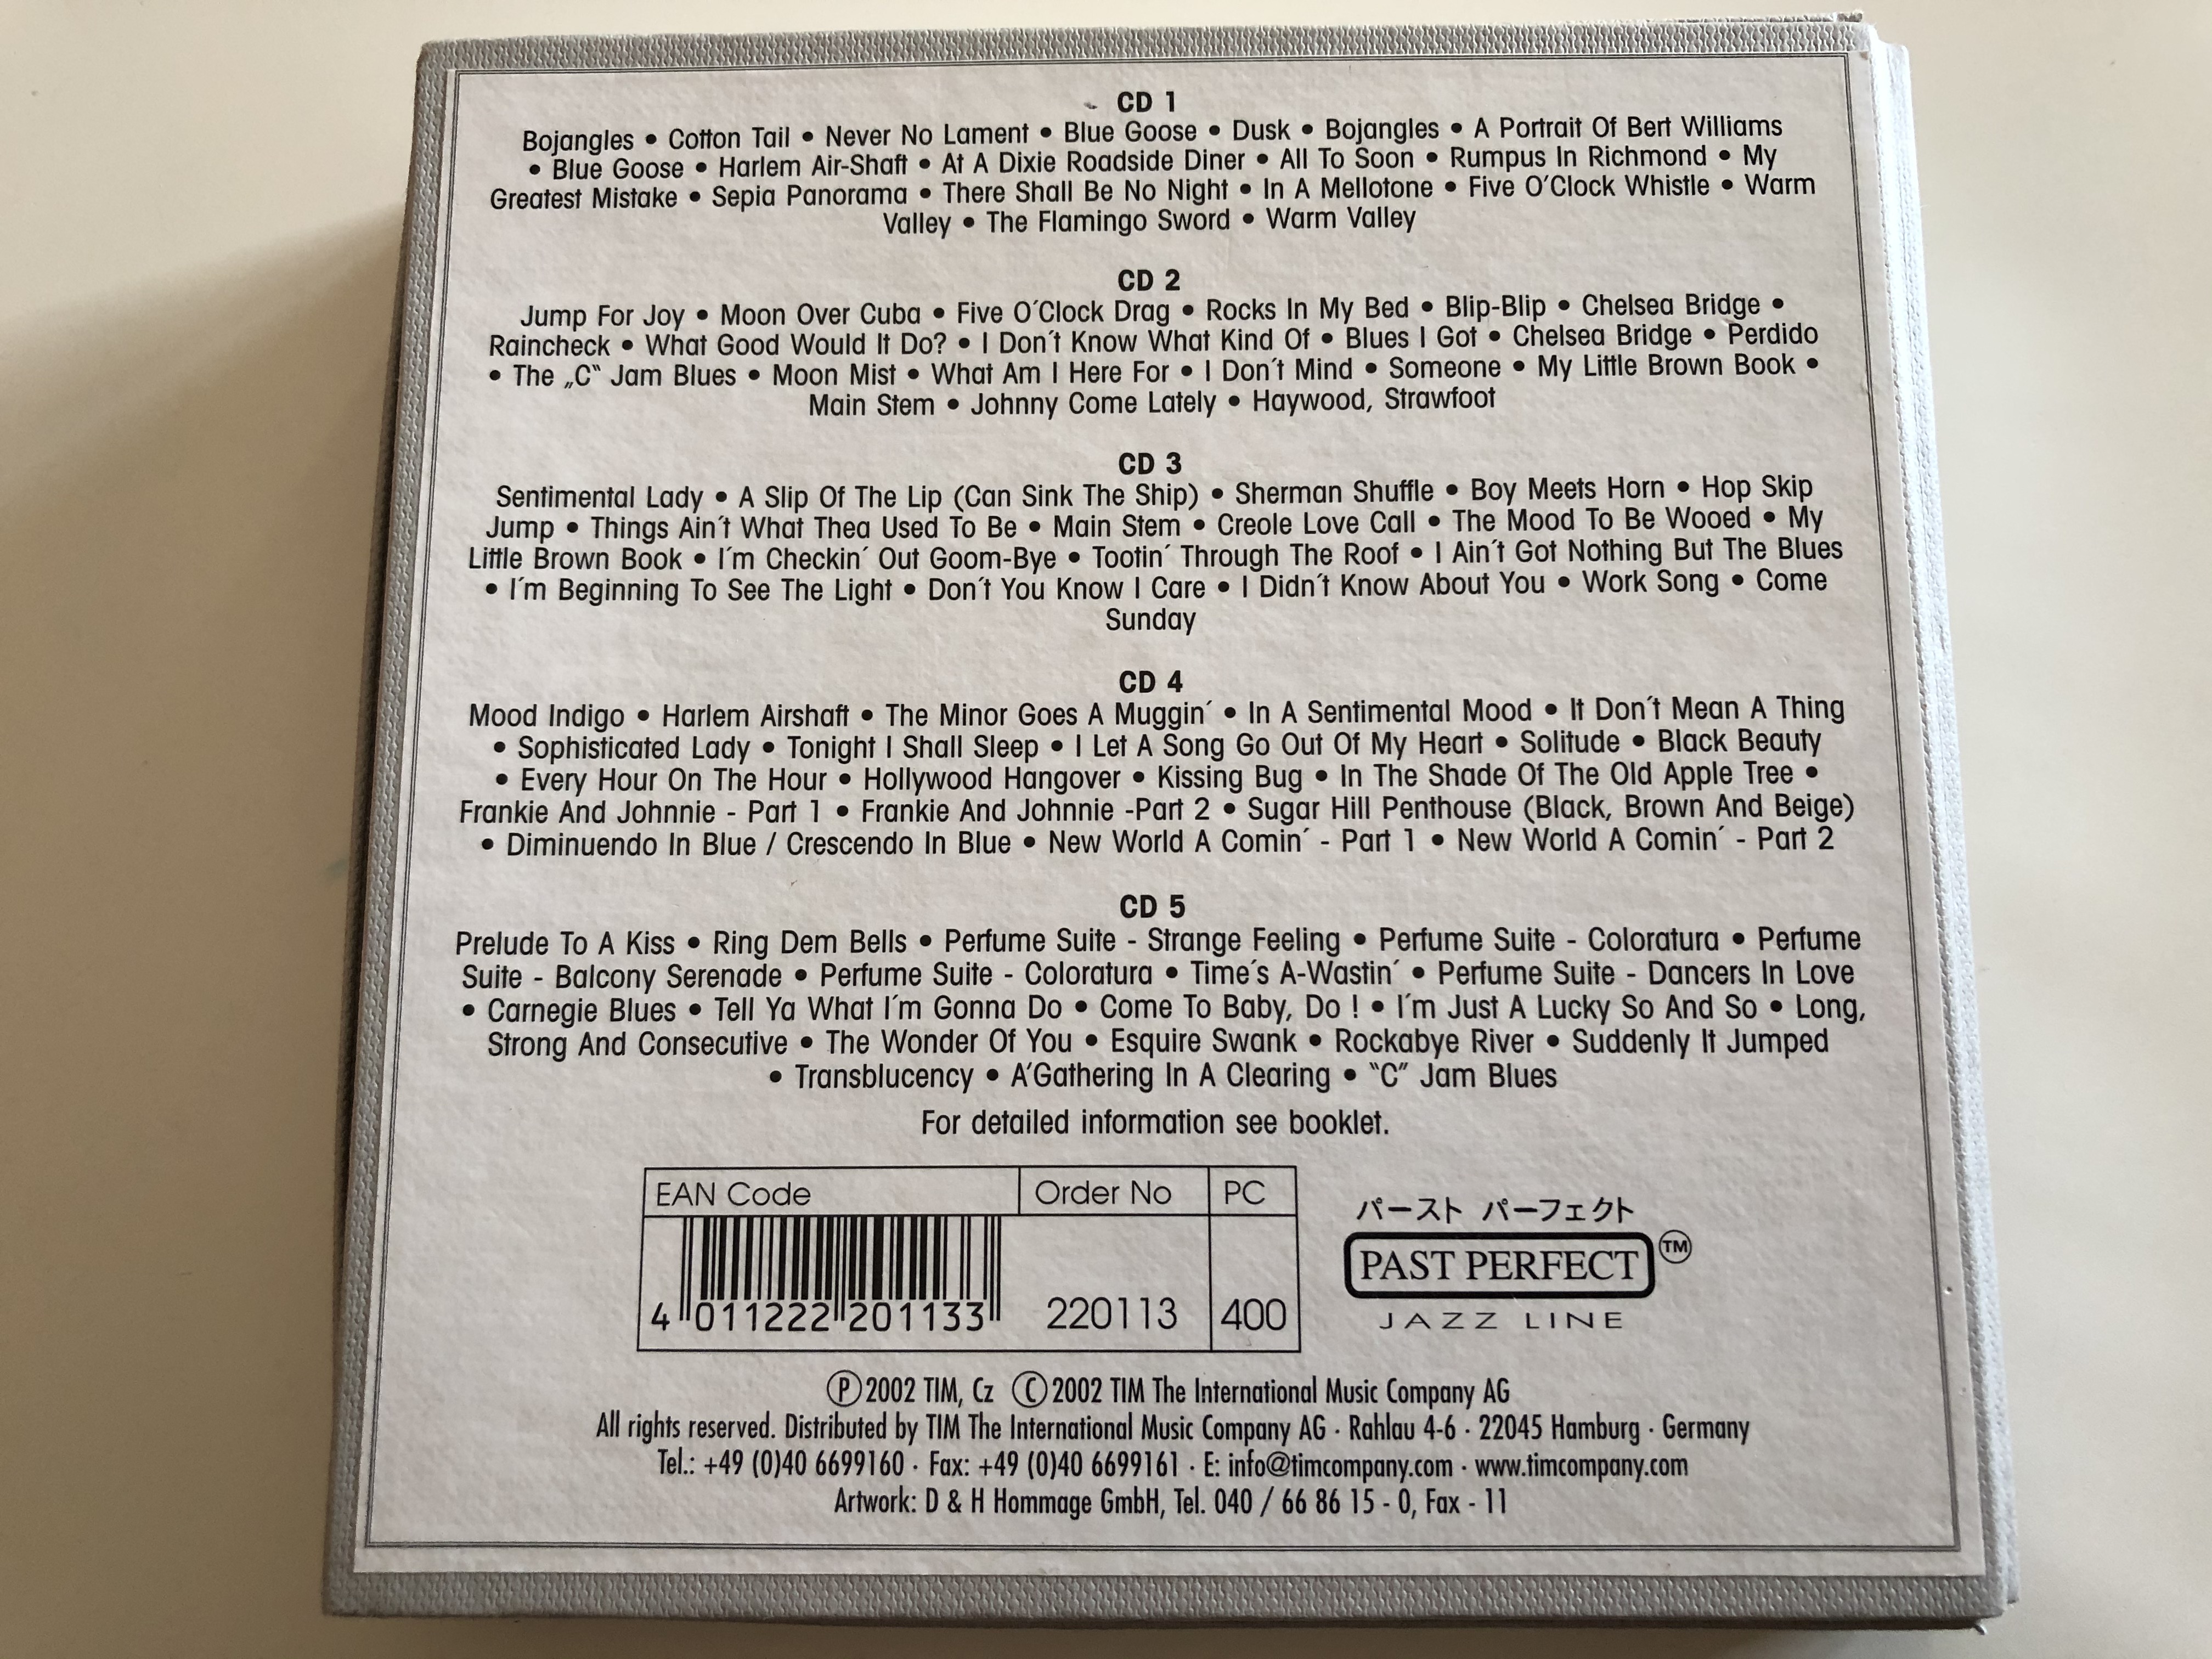 CD 1
Bojangles • Cotton Tail • Never No Lament • Blue Goose • Dusk • Bojangles • A Portrait Of Bert Williams
• Blue Goose • Harlem Air-Shaft • At A Dixie Roadside Diner • All To Soon • Rumpus In Richmond • My
Greatest Mistake • Sepia Panorama • There Shall Be No Night • In A Mellotone • Five O'Clock Whistle • Warm
Valley • The Flamingo Sword • Warm Valley
CD 2
Jump For Joy • Moon Over Cuba • Five O´Clock Drag • Rocks In My Bed • Blip-Blip • Chelsea Bridge •
Raincheck • What Good Would It Do? • I Don´t Know What Kind Of • Blues I Got • Chelsea Bridge • Perdido
• The „C“ Jam Blues • Moon Mist • What Am I Here For • I Don´t Mind • Someone • My Little Brown Book •
Main Stem • Johnny Come Lately • Haywood, Strawfoot
CD 3
Sentimental Lady • A Slip Of The Lip (Can Sink The Ship) • Sherman Shuffle • Boy Meets Horn • Hop Skip
Jump • Things Ain´t What Thea Used To Be • Main Stem • Creole Love Call • The Mood To Be Wooed • My
Little Brown Book • I´m Checkin´ Out Goom-Bye • Tootin´ Through The Roof • I Ain´t Got Nothing But The Blues
• I´m Beginning To See The Light • Don´t You Know I Care • I Didn´t Know About You • Work Song • Come
Sunday
CD 4
Mood Indigo • Harlem Airshaft • The Minor Goes A Muggin´ • In A Sentimental Mood • It Don´t Mean A Thing
• Sophisticated Lady • Tonight I Shall Sleep • I Let A Song Go Out Of My Heart • Solitude • Black Beauty
• Every Hour On The Hour • Hollywood Hangover • Kissing Bug • In The Shade Of The Old Apple Tree •
Frankie And Johnnie - Part 1 • Frankie And Johnnie -Part 2 • Sugar Hill Penthouse (Black, Brown And Beige)
• Diminuendo In Blue / Crescendo In Blue • New World A Comin´ - Part 1 • New World A Comin´ - Part 2
CD 5
Prelude To A Kiss • Ring Dem Bells • Perfume Suite - Strange Feeling • Perfume Suite - Coloratura • Perfume
Suite - Balcony Serenade • Perfume Suite - Coloratura • Time´s A-Wastin´ • Perfume Suite - Dancers In Love
• Carnegie Blues • Tell Ya What I´m Gonna Do • Come To Baby, Do ! • I´m Just A Lucky So And So • Long,
Strong And Consecutive • The Wonder Of You • Esquire Swank • Rockabye River • Suddenly It Jumped
• Transblucency • A'Gathering In A Clearing • "C" Jam Blues
For detailed information see booklet.
EAN Code Order No PC
4 011222 201133 220113 400
パースト パーフェクト
PAST PERFECT TM
JAZZ LINE
Ⓟ 2002 TIM, Cz Ⓒ 2002 TIM The International Music Company AG
All rights reserved. Distributed by TIM The International Music Company AG · Rahlau 4-6 · 22045 Hamburg · Germany
Tel.: +49 (0)40 6699160 · Fax: +49 (0)40 6699161 · E: info@timcompany.com · www.timcompany.com
Artwork: D & H Hommage GmbH, Tel. 040 / 66 86 15 - 0, Fax - 11